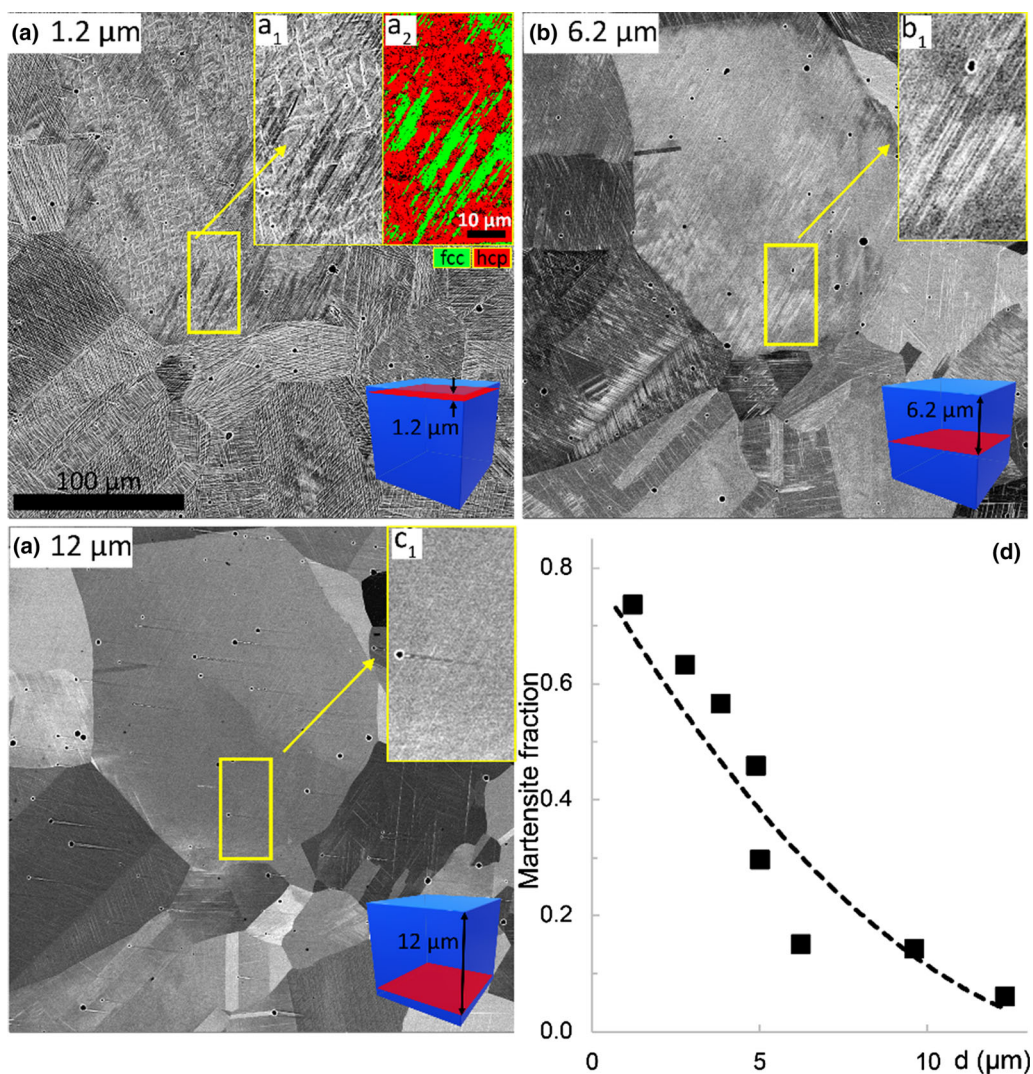 (a) 1.2 µm
a1
a2
10 µm
fcc hcp
1.2 µm
100 µm
(b) 6.2 µm
b1
6.2 µm
(a) 12 µm
c1
12 µm
(d)
Martensite fraction
0.8
0.6
0.4
0.2
0.0
0 5 10 d (µm)